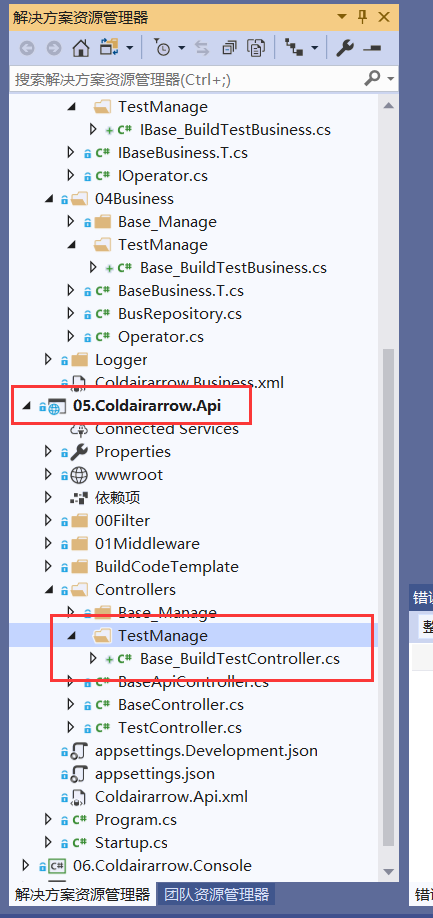 解决方案资源管理器
搜索解决方案资源管理器(Ctrl+;)
TestManage
IBase_BuildTestBusiness.cs
IBaseBusiness.T.cs
IOperator.cs
04Business
Base_Manage
TestManage
Base_BuildTestBusiness.cs
BaseBusiness.T.cs
BusRepository.cs
Operator.cs
Logger
Coldairarrow.Business.xml
05.Coldairarrow.Api
Connected Services
Properties
wwwroot
依赖项
00Filter
01Middleware
BuildCodeTemplate
Controllers
Base_Manage
TestManage
Base_BuildTestController.cs
BaseApiController.cs
BaseController.cs
TestController.cs
appsettings.Development.json
appsettings.json
Coldairarrow.Api.xml
Program.cs
Startup.cs
06.Coldairarrow.Console
解决方案资源管理器 团队资源管理器